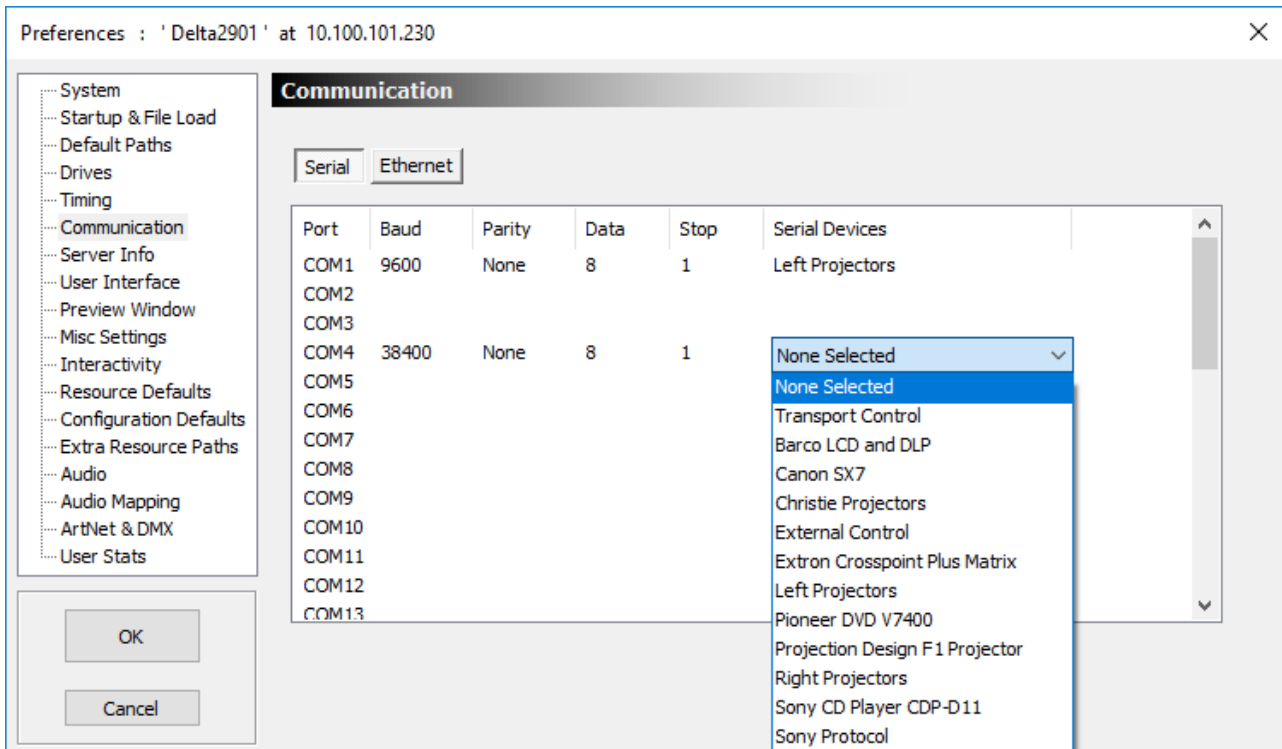 Preferences : 'Delta2901' at 10.100.101.230
System
Startup & File Load
Default Paths
Drives
Timing
Communication
Server Info
User Interface
Preview Window
Misc Settings
Interactivity
Resource Defaults
Configuration Defaults
Extra Resource Paths
Audio
Audio Mapping
ArtNet & DMX
User Stats
OK
Cancel
Communication
Serial Ethernet
Port Baud Parity Data Stop Serial Devices
COM1 9600 None 8 1 Left Projectors
COM2
COM3
COM4 38400 None 8 1 None Selected
COM5
COM6
COM7
COM8
COM9
COM10
COM11
COM12
COM13
None Selected
Transport Control
Barco LCD and DLP
Canon SX7
Christie Projectors
External Control
Extron Crosspoint Plus Matrix
Left Projectors
Pioneer DVD V7400
Projection Design F1 Projector
Right Projectors
Sony CD Player CDP-D11
Sony Protocol